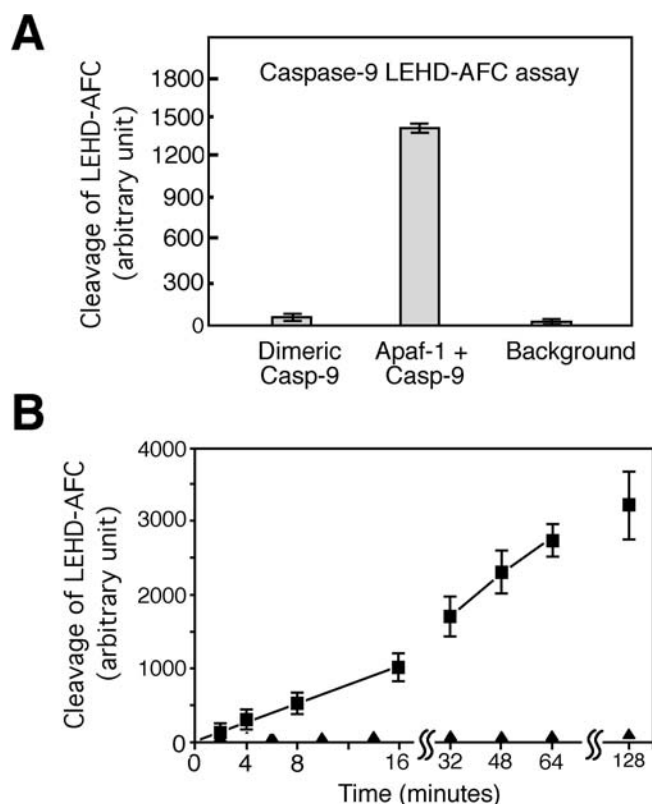 A
Caspase-9 LEHD-AFC assay
Cleavage of LEHD-AFC
(arbitrary unit)
1800
1500
1200
900
600
300
0
Dimeric Casp-9
Apaf-1 + Casp-9
Background
B
Cleavage of LEHD-AFC
(arbitrary unit)
4000
3000
2000
1000
0
0 4 8 16 32 48 64 128
Time (minutes)